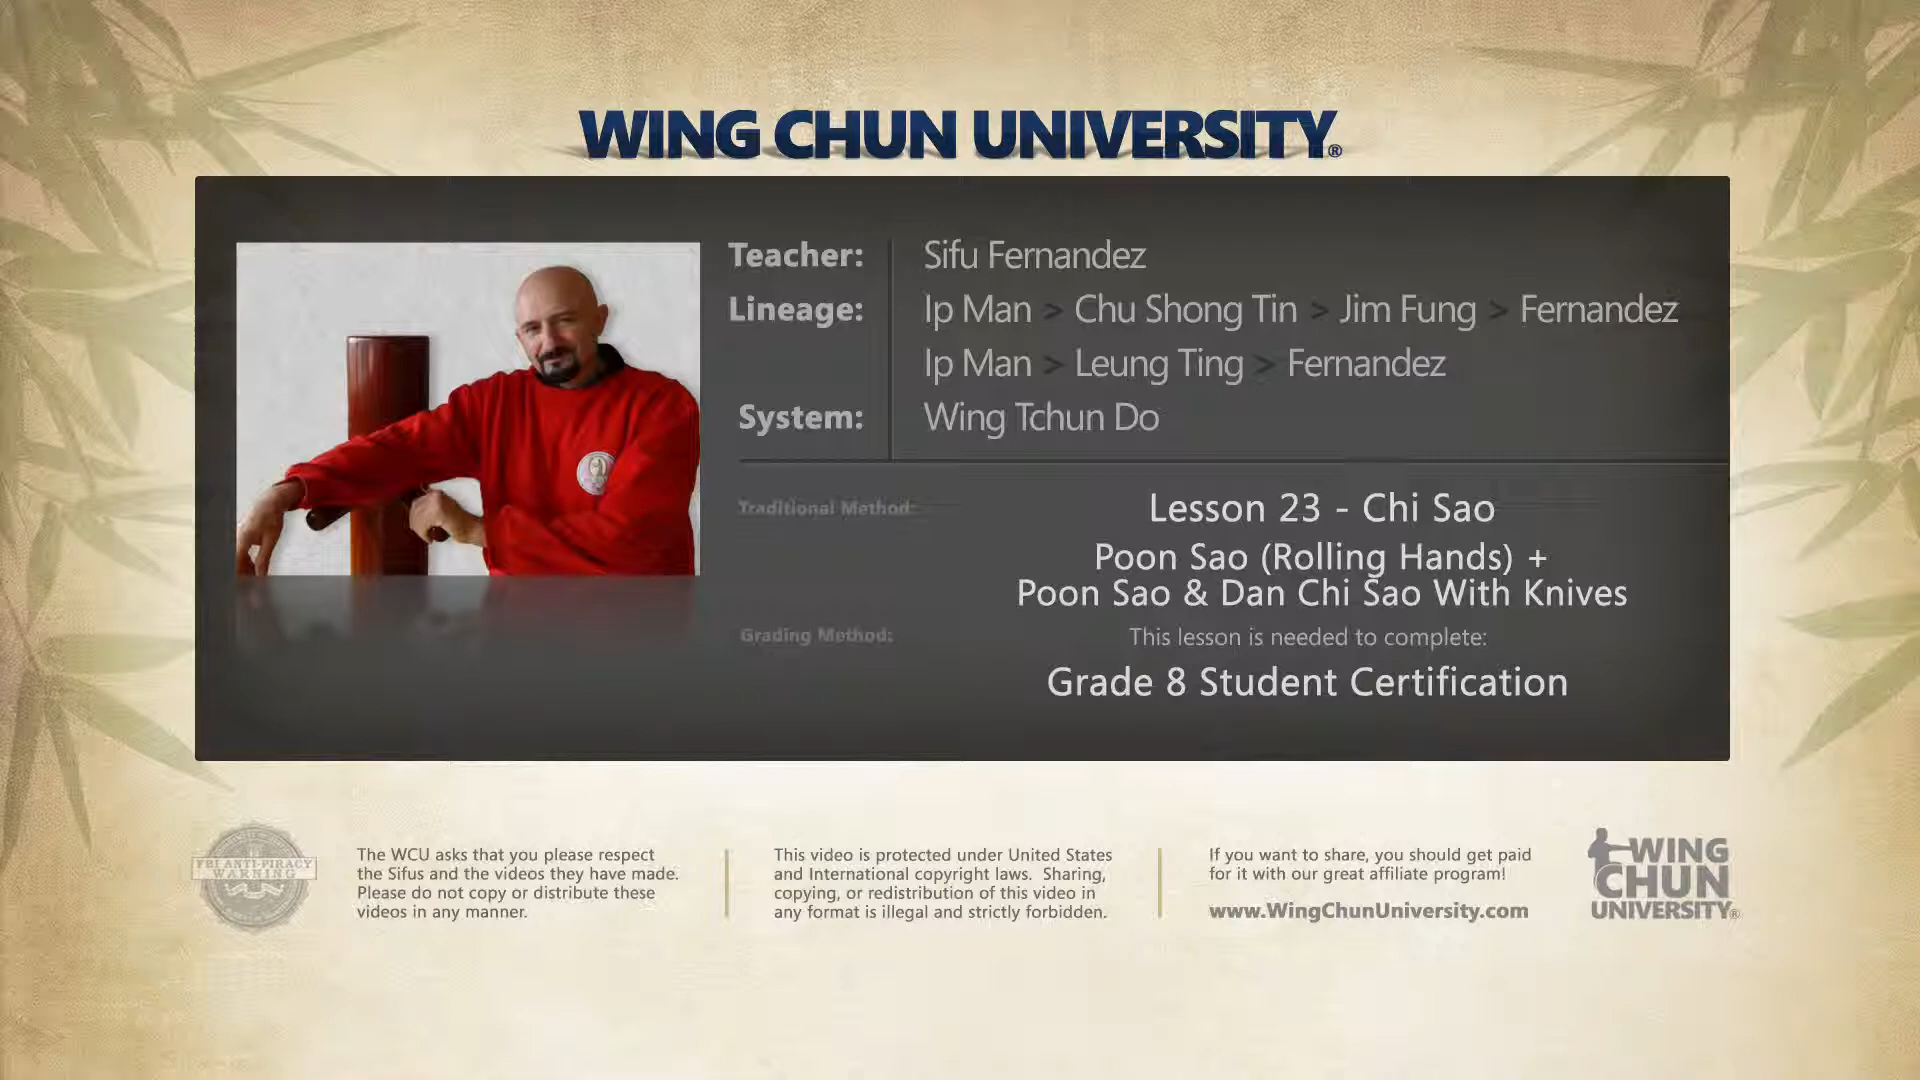 WING CHUN UNIVERSITY®
Teacher: Sifu Fernandez
Lineage: Ip Man > Chu Shong Tin > Jim Fung > Fernandez
Ip Man > Leung Ting > Fernandez
System: Wing Tchun Do
Traditional Method: Lesson 23 - Chi Sao
Poon Sao (Rolling Hands) +
Poon Sao & Dan Chi Sao With Knives
Grading Method: This lesson is needed to complete:
Grade 8 Student Certification
FBI ANTI-PIRACY
WARNING
The WCU asks that you please respect
the Sifus and the videos they have made.
Please do not copy or distribute these
videos in any manner.
This video is protected under United States
and International copyright laws. Sharing,
copying, or redistribution of this video in
any format is illegal and strictly forbidden.
If you want to share, you should get paid
for it with our great affiliate program!
www.WingChunUniversity.com
WING
CHUN
UNIVERSITY®